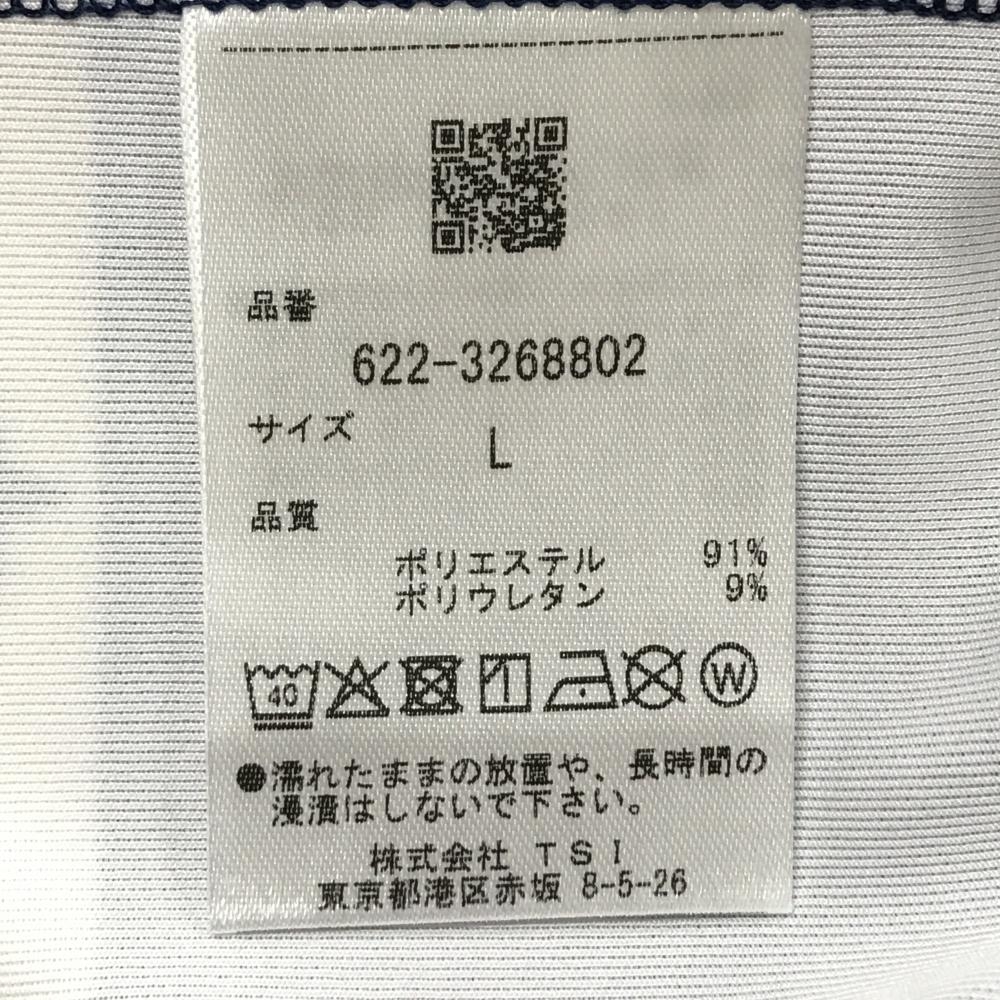 品番
622-3268802
サイズ
L
品質
ポリエステル 91%
ポリウレタン 9%
40 W
●濡れたままの放置や、長時間の
浸漬はしないで下さい。
株式会社 TSI
東京都港区赤坂 8-5-26